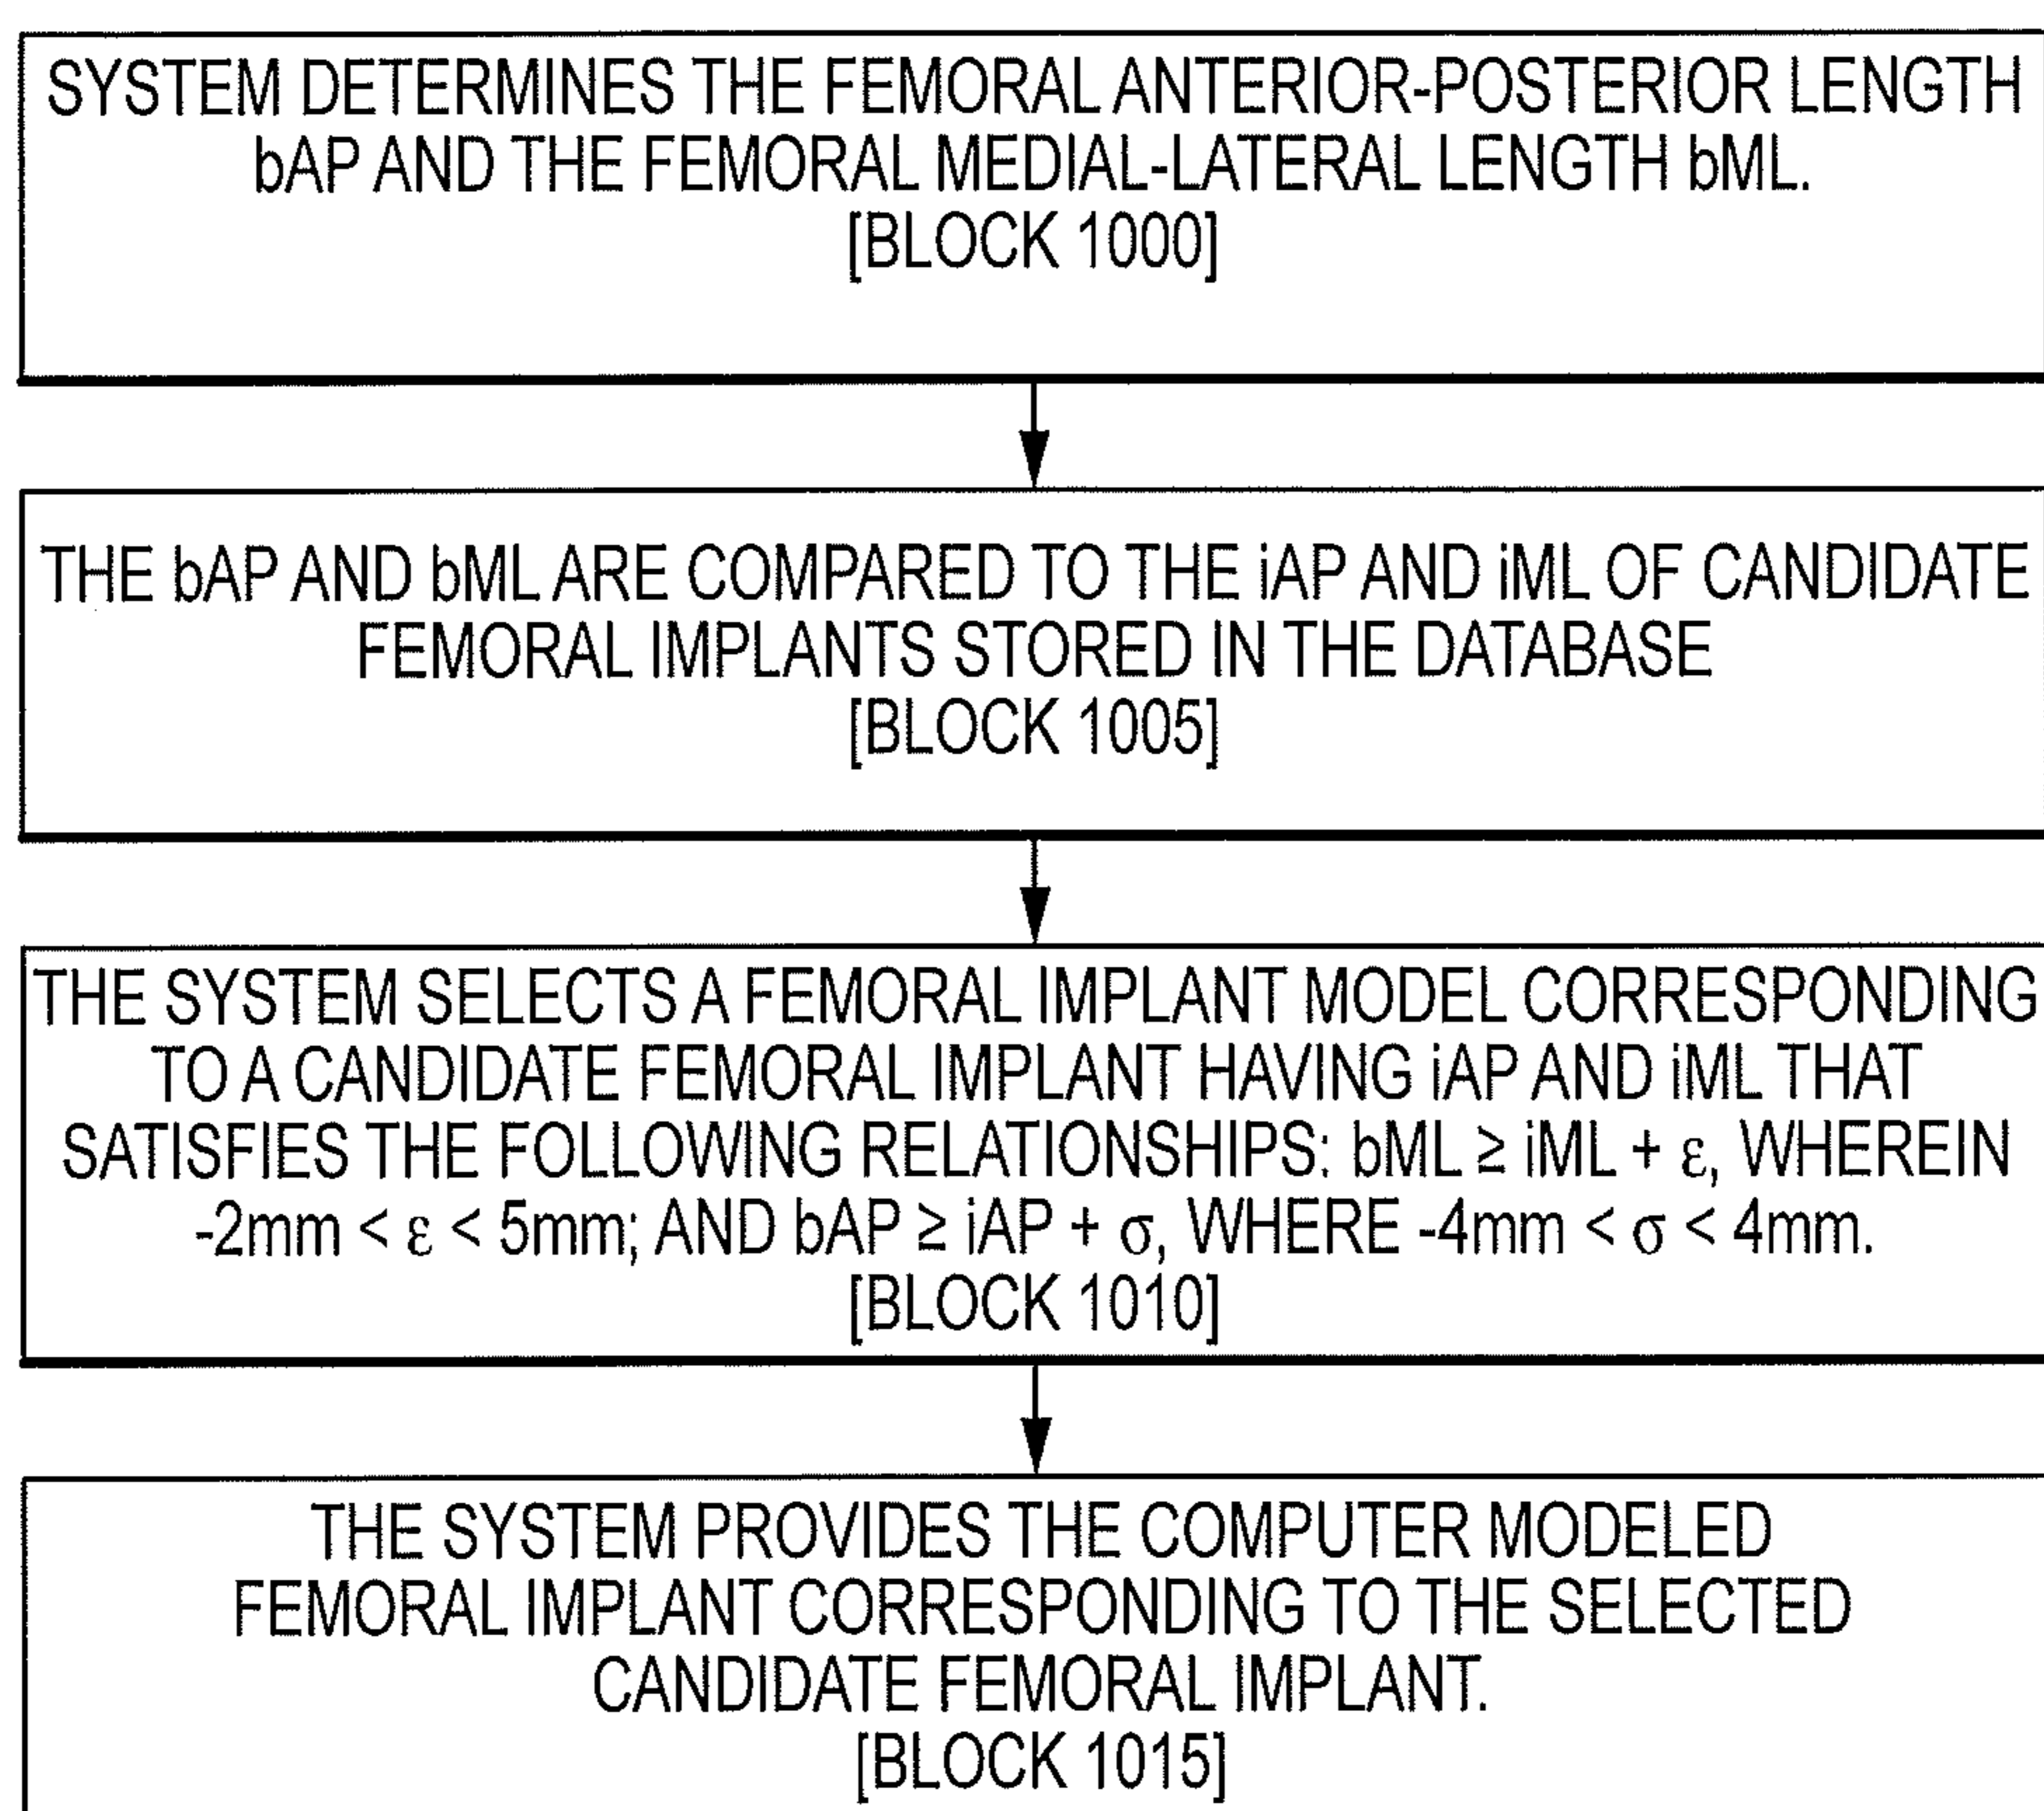 SYSTEM DETERMINES THE FEMORAL ANTERIOR-POSTERIOR LENGTH
bAP AND THE FEMORAL MEDIAL-LATERAL LENGTH bML.
[BLOCK 1000]
THE bAP AND bML ARE COMPARED TO THE iAP AND iML OF CANDIDATE
FEMORAL IMPLANTS STORED IN THE DATABASE
[BLOCK 1005]
THE SYSTEM SELECTS A FEMORAL IMPLANT MODEL CORRESPONDING
TO A CANDIDATE FEMORAL IMPLANT HAVING iAP AND iML THAT
SATISFIES THE FOLLOWING RELATIONSHIPS: bML ≥ iML + ε, WHEREIN
-2mm < ε < 5mm; AND bAP ≥ iAP + σ, WHERE -4mm < σ < 4mm.
[BLOCK 1010]
THE SYSTEM PROVIDES THE COMPUTER MODELED
FEMORAL IMPLANT CORRESPONDING TO THE SELECTED
CANDIDATE FEMORAL IMPLANT.
[BLOCK 1015]